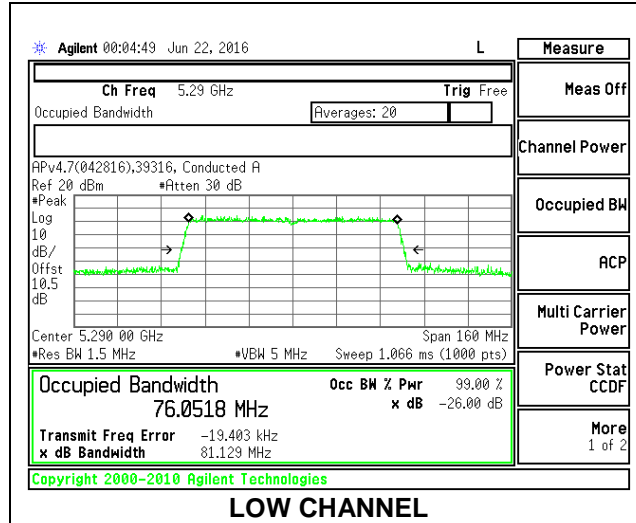 Agilent 00:04:49 Jun 22, 2016 L
Measure
Ch Freq 5.29 GHz Trig Free
Occupied Bandwidth Averages: 20
Meas Off
Channel Power
APv4.7(042816),39316, Conducted A
Ref 20 dBm #Atten 30 dB
#Peak
Log
10
dB/
Offst
10.5
dB
Occupied BW
ACP
Center 5.290 00 GHz Span 160 MHz
#Res BW 1.5 MHz #VBW 5 MHz Sweep 1.066 ms (1000 pts)
Multi Carrier
Power
Occupied Bandwidth Occ BW % Pwr 99.00 %
76.0518 MHz x dB -26.00 dB
Transmit Freq Error -19.403 kHz
x dB Bandwidth 81.129 MHz
Power Stat
CCDF
More
1 of 2
Copyright 2000-2010 Agilent Technologies
LOW CHANNEL